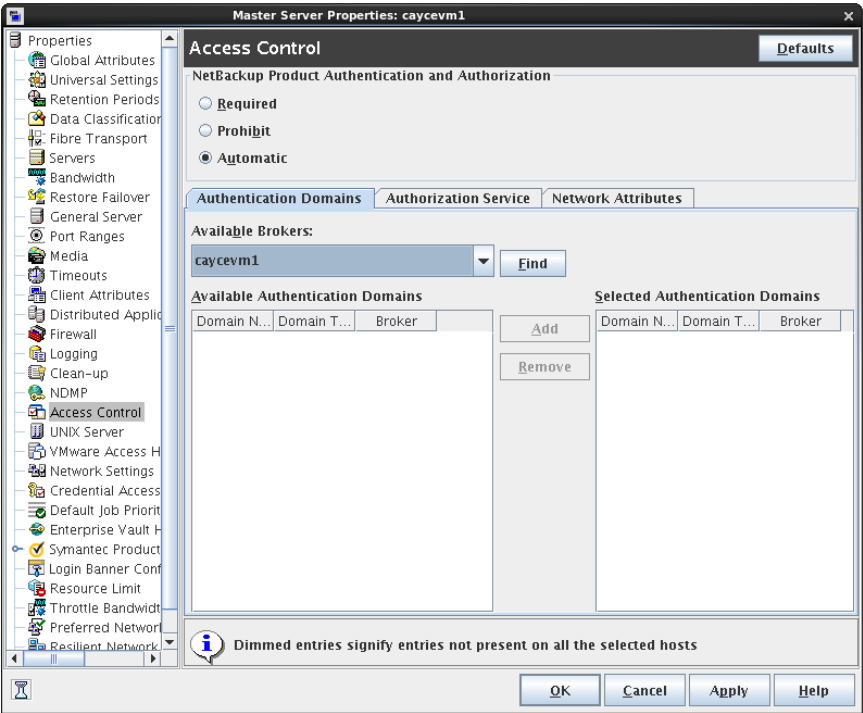 Master Server Properties: caycevm1
Properties
Global Attributes
Universal Settings
Retention Periods
Data Classification
Fibre Transport
Servers
Bandwidth
Restore Failover
General Server
Port Ranges
Media
Timeouts
Client Attributes
Distributed Applic
Firewall
Logging
Clean-up
NDMP
Access Control
UNIX Server
VMware Access H
Network Settings
Credential Access
Default Job Priorit
Enterprise Vault H
Symantec Product
Login Banner Conf
Resource Limit
Throttle Bandwidt
Preferred Networl
Resilient Network
Access Control
Defaults
NetBackup Product Authentication and Authorization
Required
Prohibit
Automatic
Authentication Domains Authorization Service Network Attributes
Available Brokers:
caycevm1 Find
Available Authentication Domains
Domain N... Domain T... Broker
Add
Remove
Selected Authentication Domains
Domain N... Domain T... Broker
Dimmed entries signify entries not present on all the selected hosts
OK Cancel Apply Help